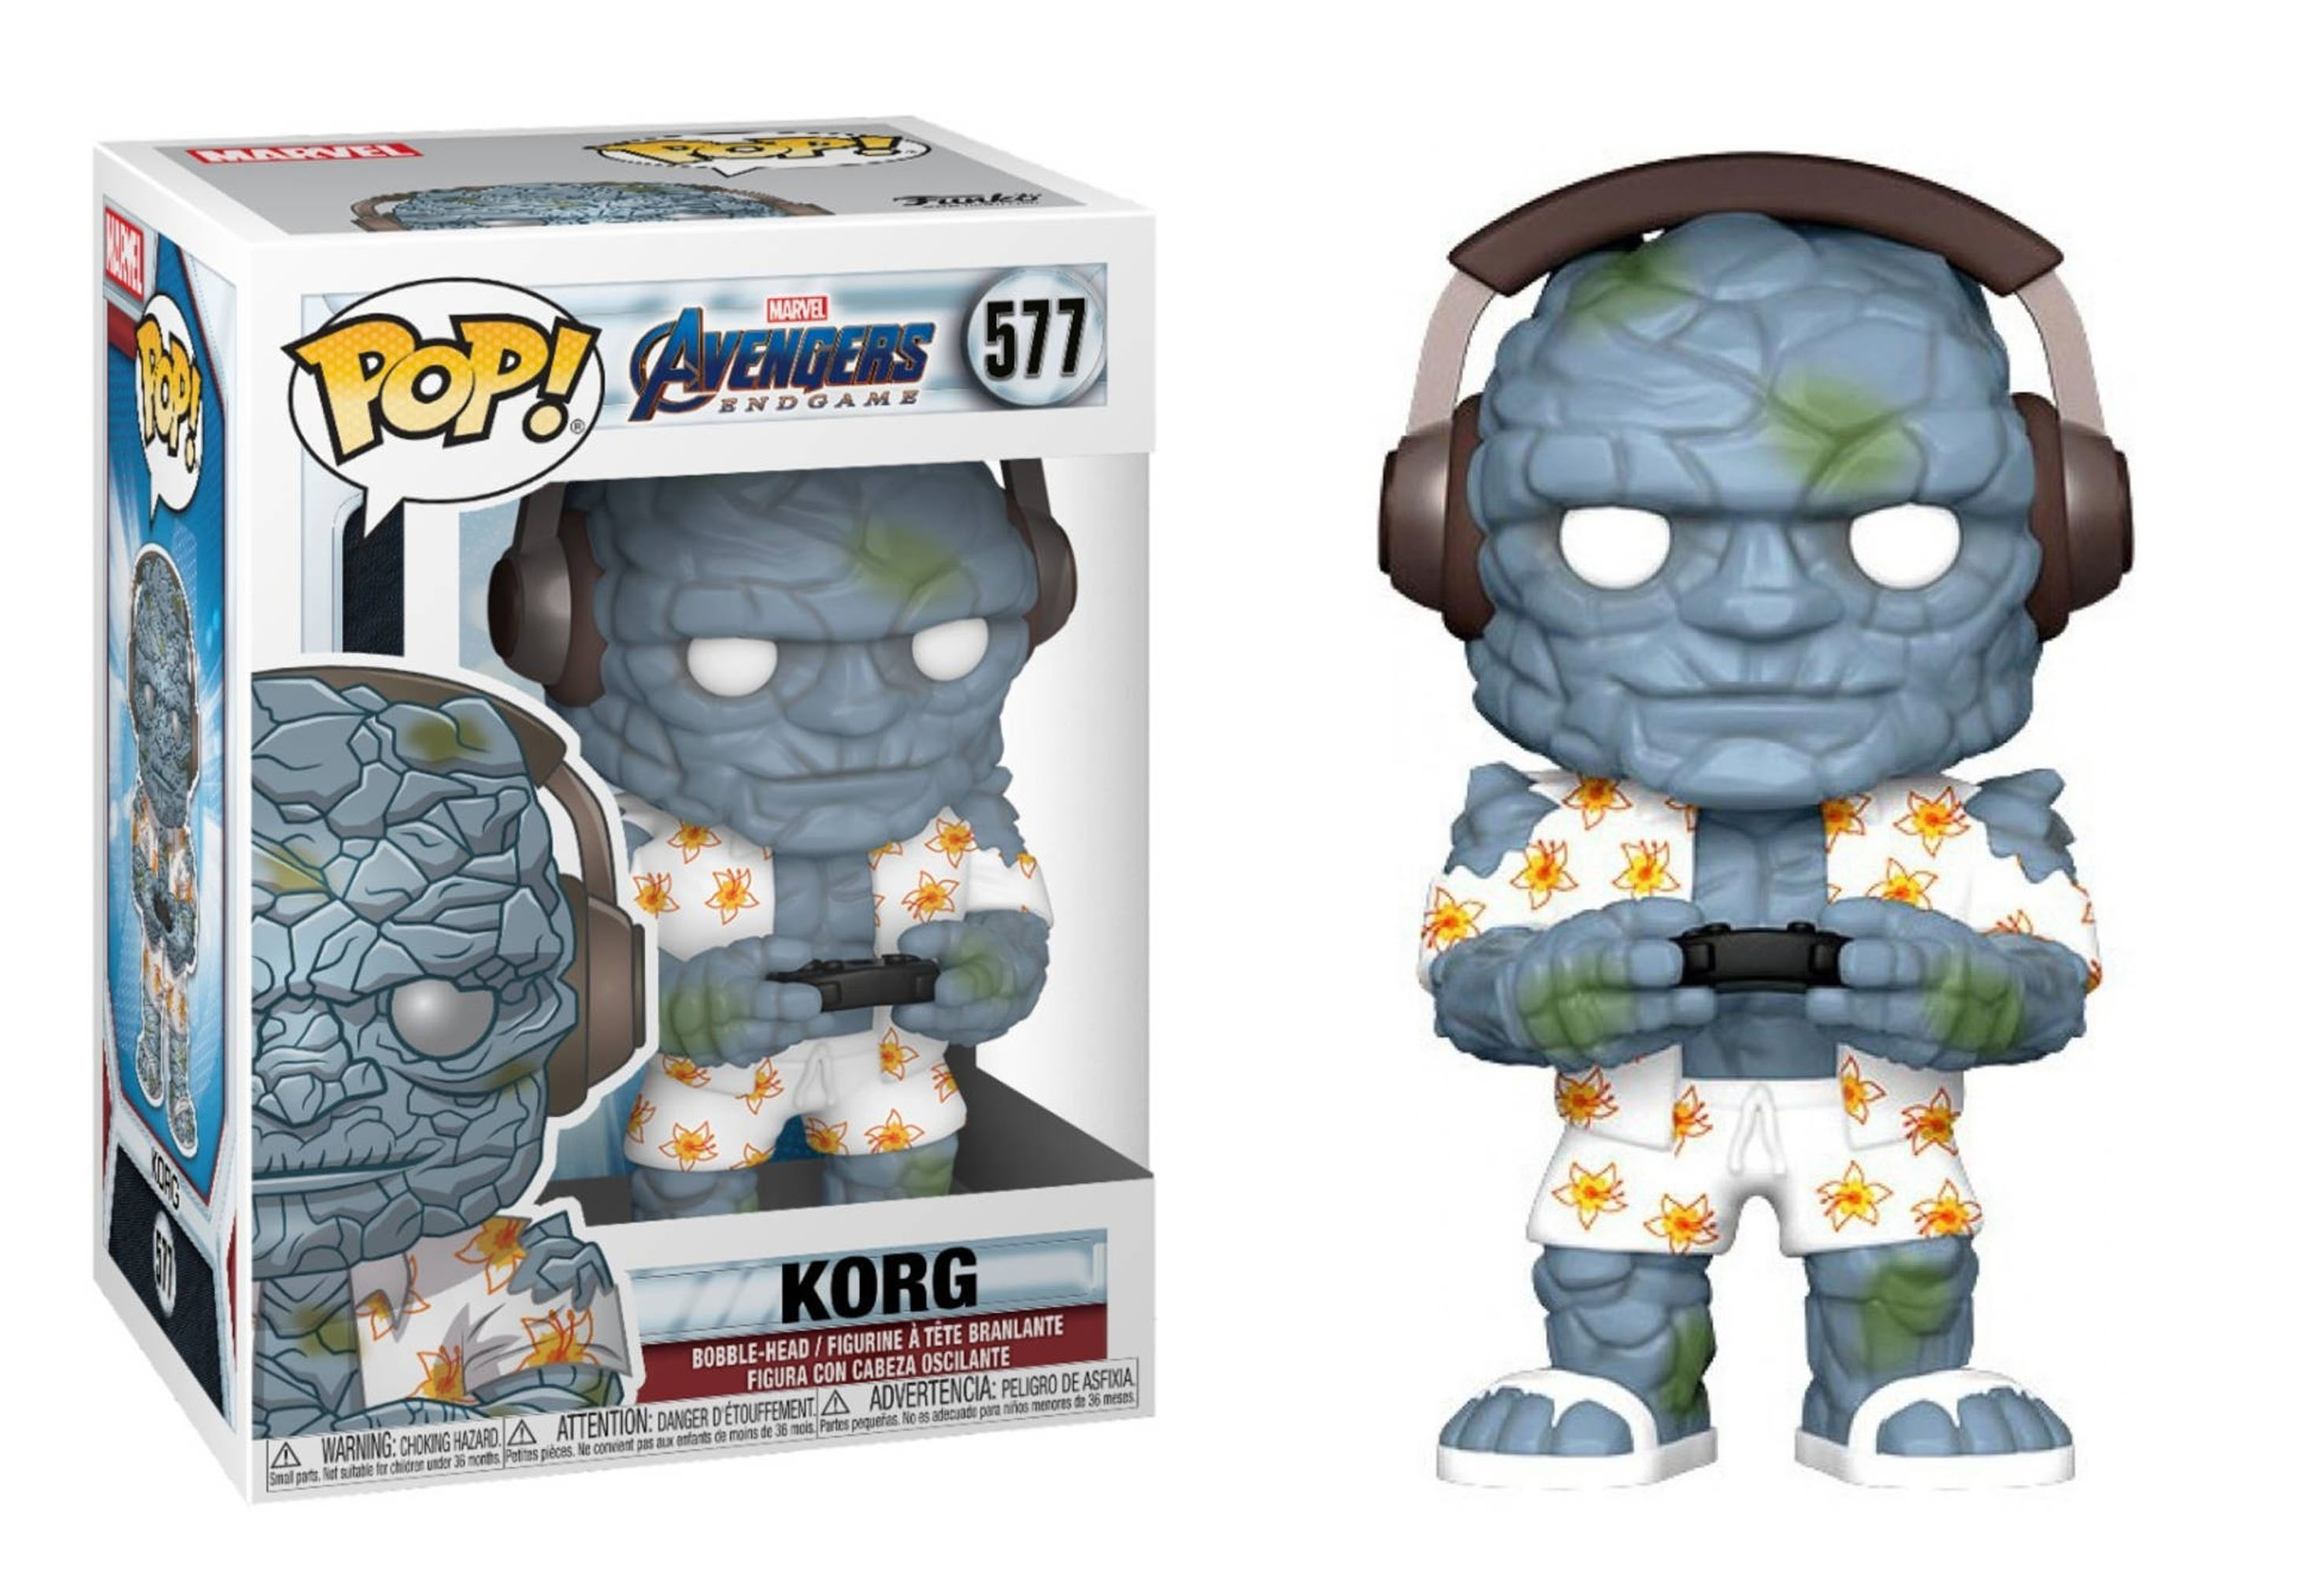 MARVEL
POP!
Funko
MARVEL
POP!
KORG
577
POP!®
MARVEL
AVENGERS
ENDGAME
577
KORG
BOBBLE-HEAD / FIGURINE À TÊTE BRANLANTE
FIGURA CON CABEZA OSCILANTE
WARNING: CHOKING HAZARD.
Small parts. Not suitable for children under 36 months.
ATTENTION: DANGER D'ÉTOUFFEMENT.
Petites pièces. Ne convient pas aux enfants de moins de 36 mois.
ADVERTENCIA: PELIGRO DE ASFIXIA.
Partes pequeñas. No es adecuado para niños menores de 36 meses.